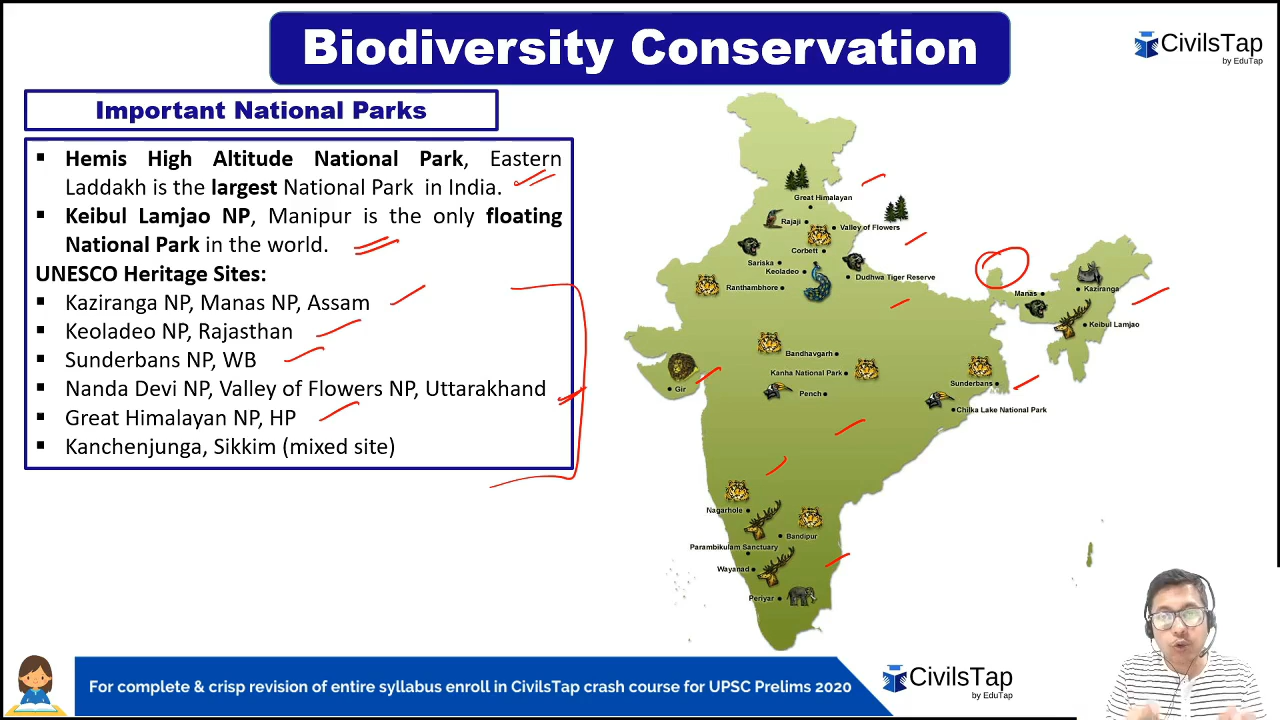 Biodiversity Conservation
CivilsTap
by EduTap
Important National Parks
▪ Hemis High Altitude National Park, Eastern
Laddakh is the largest National Park in India.
▪ Keibul Lamjao NP, Manipur is the only floating
National Park in the world.
UNESCO Heritage Sites:
▪ Kaziranga NP, Manas NP, Assam
▪ Keoladeo NP, Rajasthan
▪ Sunderbans NP, WB
▪ Nanda Devi NP, Valley of Flowers NP, Uttarakhand
▪ Great Himalayan NP, HP
▪ Kanchenjunga, Sikkim (mixed site)
Great Himalayan
Rajaji
Valley of Flowers
Corbett
Sariska
Keoladeo
Dudhwa Tiger Reserve
Ranthambhore
Manas
Kaziranga
Keibul Lamjao
Bandhavgarh
Kanha National Park
Gir
Pench
Sunderbans
Chilka Lake National Park
Nagarhole
Bandipur
Parambikulam Sanctuary
Wayanad
Periyar
For complete & crisp revision of entire syllabus enroll in CivilsTap crash course for UPSC Prelims 2020
CivilsTap
by EduTap